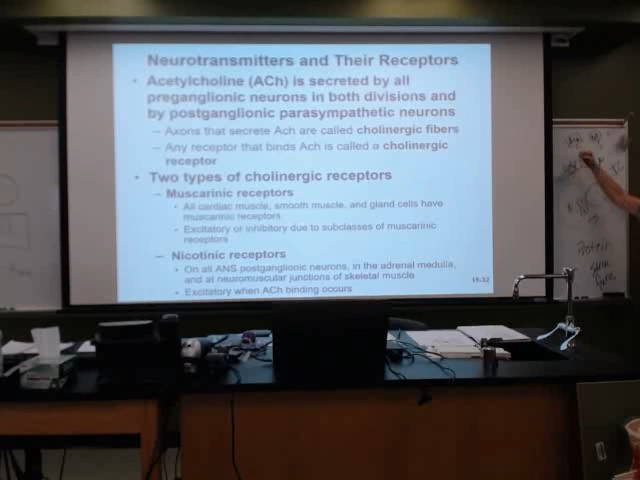 Neurotransmitters and Their Receptors
• Acetylcholine (ACh) is secreted by all
preganglionic neurons in both divisions and
by postganglionic parasympathetic neurons
– Axons that secrete Ach are called cholinergic fibers
– Any receptor that binds ACh is called a cholinergic
receptor
• Two types of cholinergic receptors
– Muscarinic receptors
• All cardiac muscle, smooth muscle, and gland cells have
muscarinic receptors
• Excitatory or inhibitory due to subclasses of muscarinic
receptors
– Nicotinic receptors
• On all ANS postganglionic neurons, in the adrenal medulla,
and at neuromuscular junctions of skeletal muscle
• Excitatory when ACh binding occurs
15-32